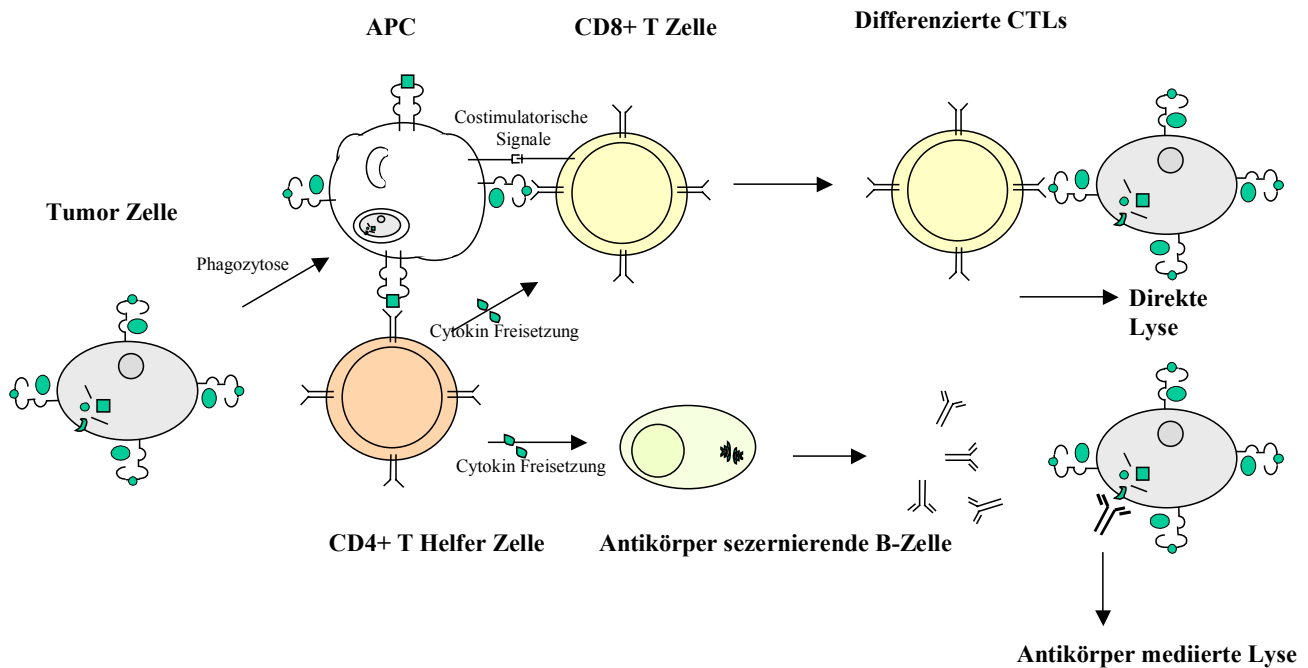 APC
CD8+ T Zelle
Differenzierte CTLs
Costimulatorische
Signale
Tumor Zelle
Phagozytose
Cytokin Freisetzung
Direkte
Lyse
Cytokin Freisetzung
CD4+ T Helfer Zelle
Antikörper sezernierende B-Zelle
Antikörper mediierte Lyse